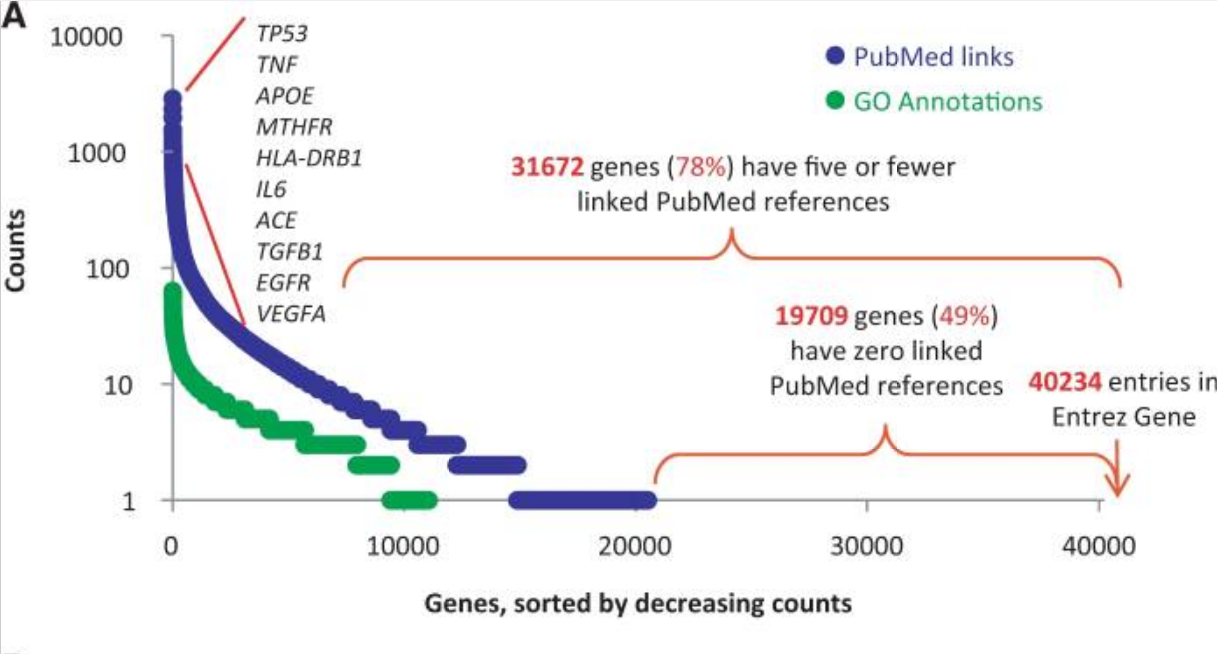 A
10000
1000
100
10
1
Counts
TP53
TNF
APOE
MTHFR
HLA-DRB1
IL6
ACE
TGFB1
EGFR
VEGFA
PubMed links
GO Annotations
31672 genes (78%) have five or fewer
linked PubMed references
19709 genes (49%)
have zero linked
PubMed references
40234 entries in
Entrez Gene
0 10000 20000 30000 40000
Genes, sorted by decreasing counts